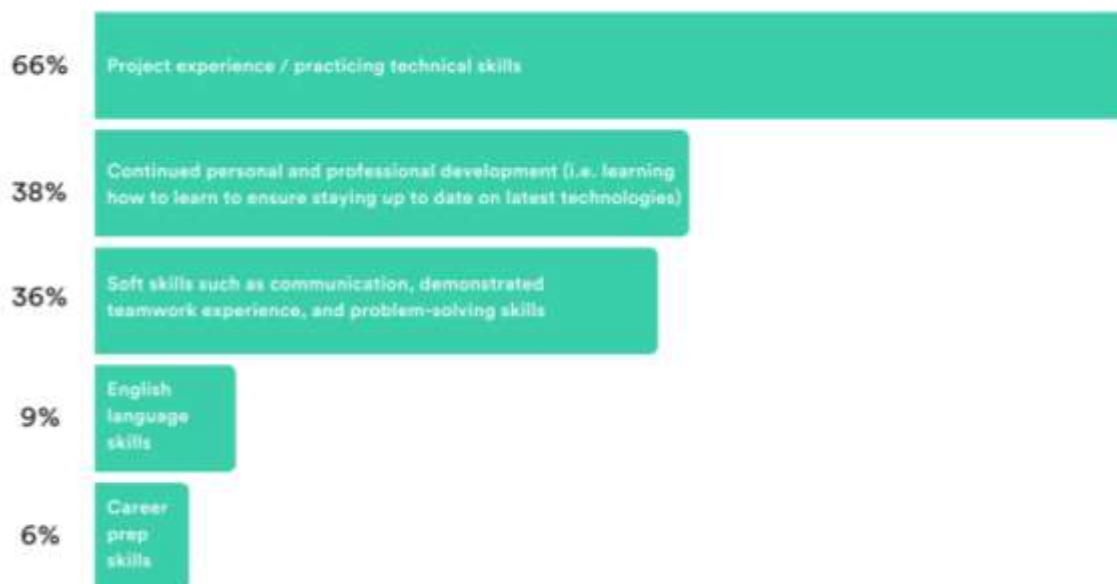 66%
Project experience / practicing technical skills
38%
Continued personal and professional development (i.e. learning
how to learn to ensure staying up to date on latest technologies)
36%
Soft skills such as communication, demonstrated
teamwork experience, and problem-solving skills
9%
English
language
skills
6%
Career
prep
skills